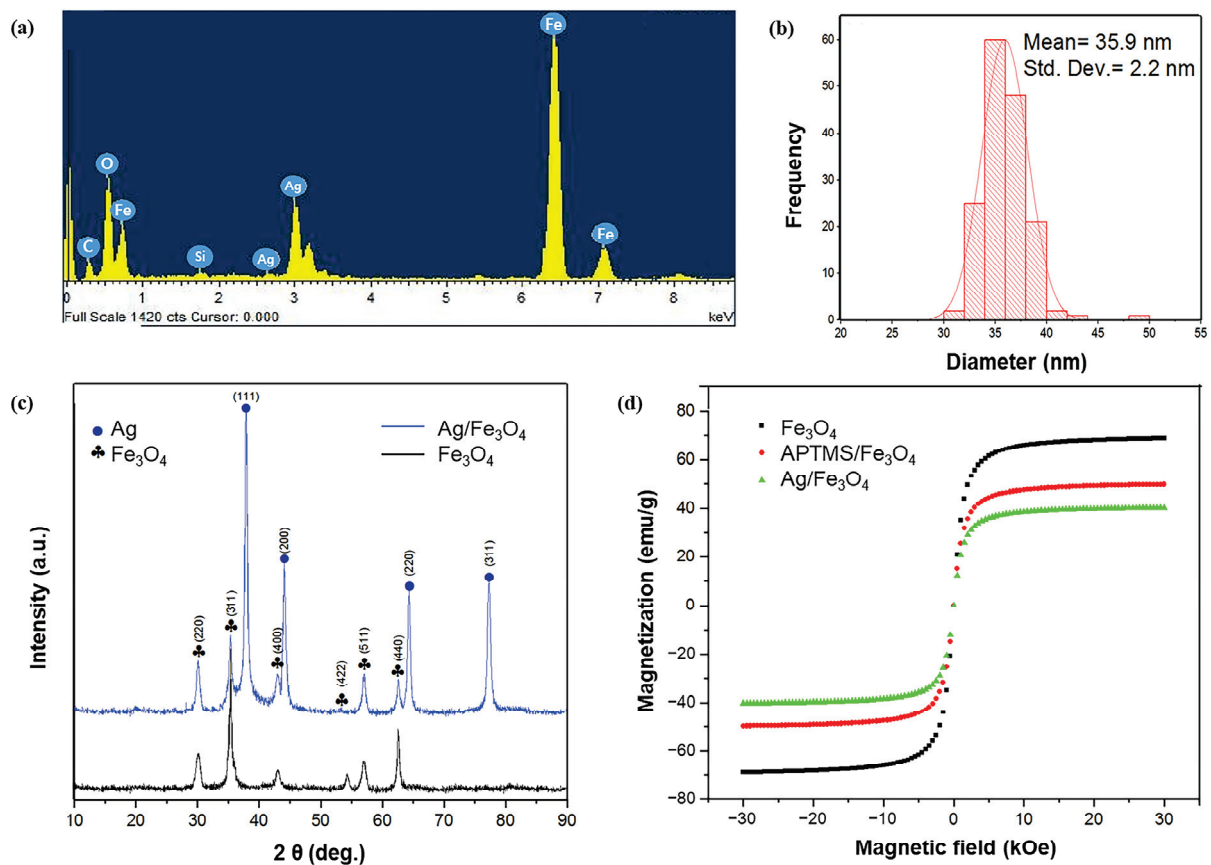 (a)
Fe
O
Ag
Fe
C
Si
Ag
Fe
0 1 2 3 4 5 6 7 8
Full Scale 1420 cts Cursor: 0.000
keV
(b)
Mean= 35.9 nm
Std. Dev.= 2.2 nm
Frequency
60
50
40
30
20
10
0
20 25 30 35 40 45 50 55
Diameter (nm)
(c)
Ag
Fe₃O₄
Ag/Fe₃O₄
Fe₃O₄
(111)
(200)
(220)
(311)
(220)
(311)
(400)
(422)
(511)
(440)
Intensity (a.u.)
10 20 30 40 50 60 70 80 90
2 θ (deg.)
(d)
Fe₃O₄
APTMS/Fe₃O₄
Ag/Fe₃O₄
Magnetization (emu/g)
80
60
40
20
0
−20
−40
−60
−80
−30 −20 −10 0 10 20 30
Magnetic field (kOe)